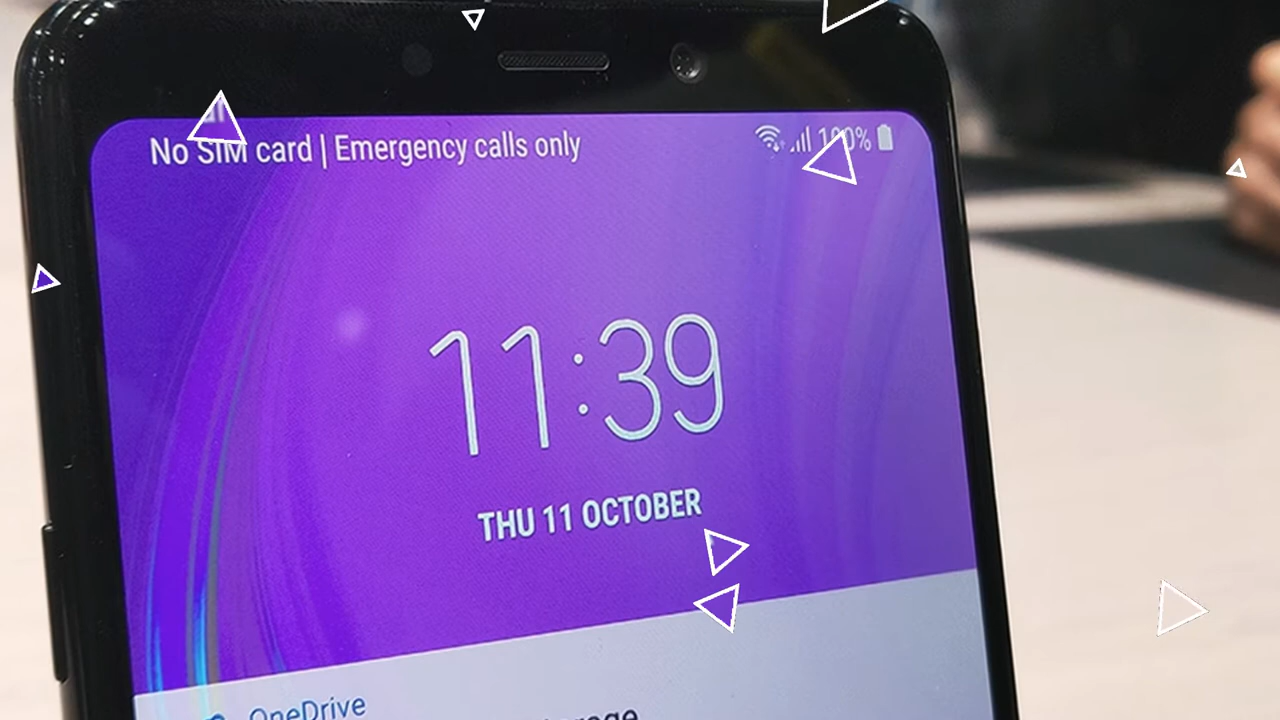 No SIM card | Emergency calls only
100%
11:39
THU 11 OCTOBER
OneDrive